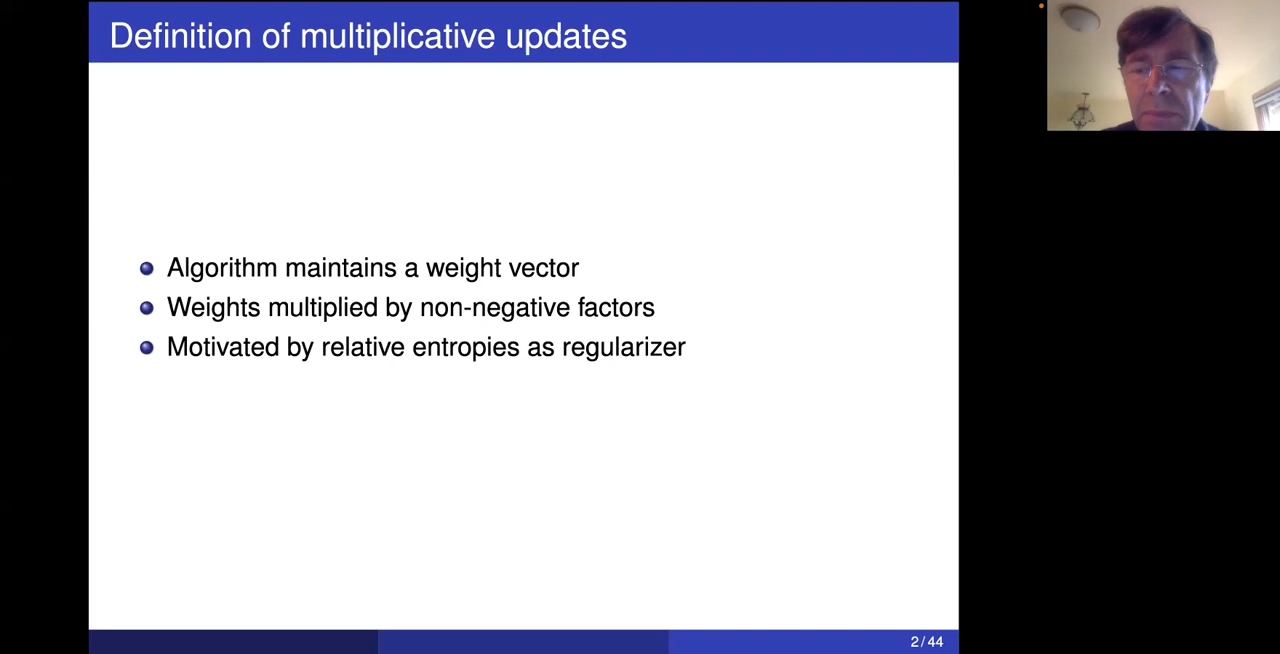 Definition of multiplicative updates
Algorithm maintains a weight vector
Weights multiplied by non-negative factors
Motivated by relative entropies as regularizer
2 / 44